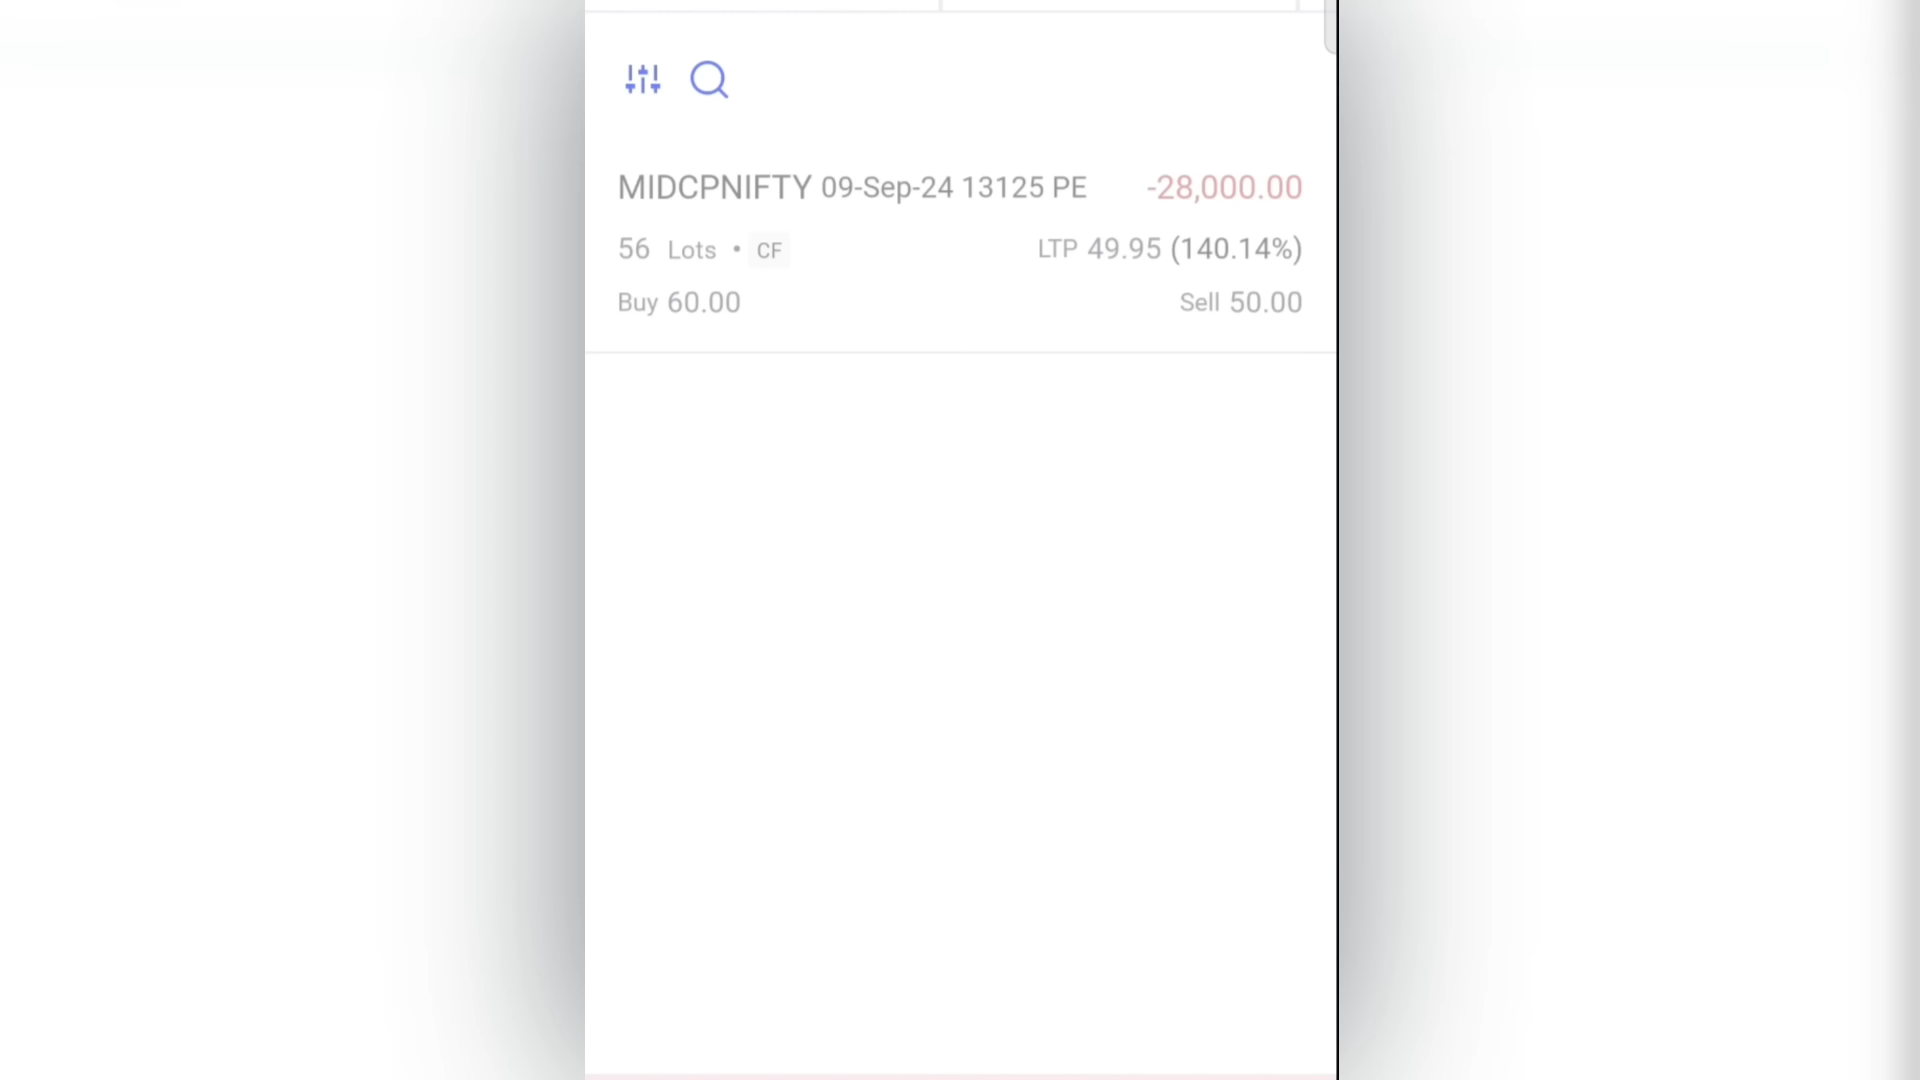 MIDCPNIFTY 09-Sep-24 13125 PE -28,000.00
56 Lots • CF LTP 49.95 (140.14%)
Buy 60.00 Sell 50.00